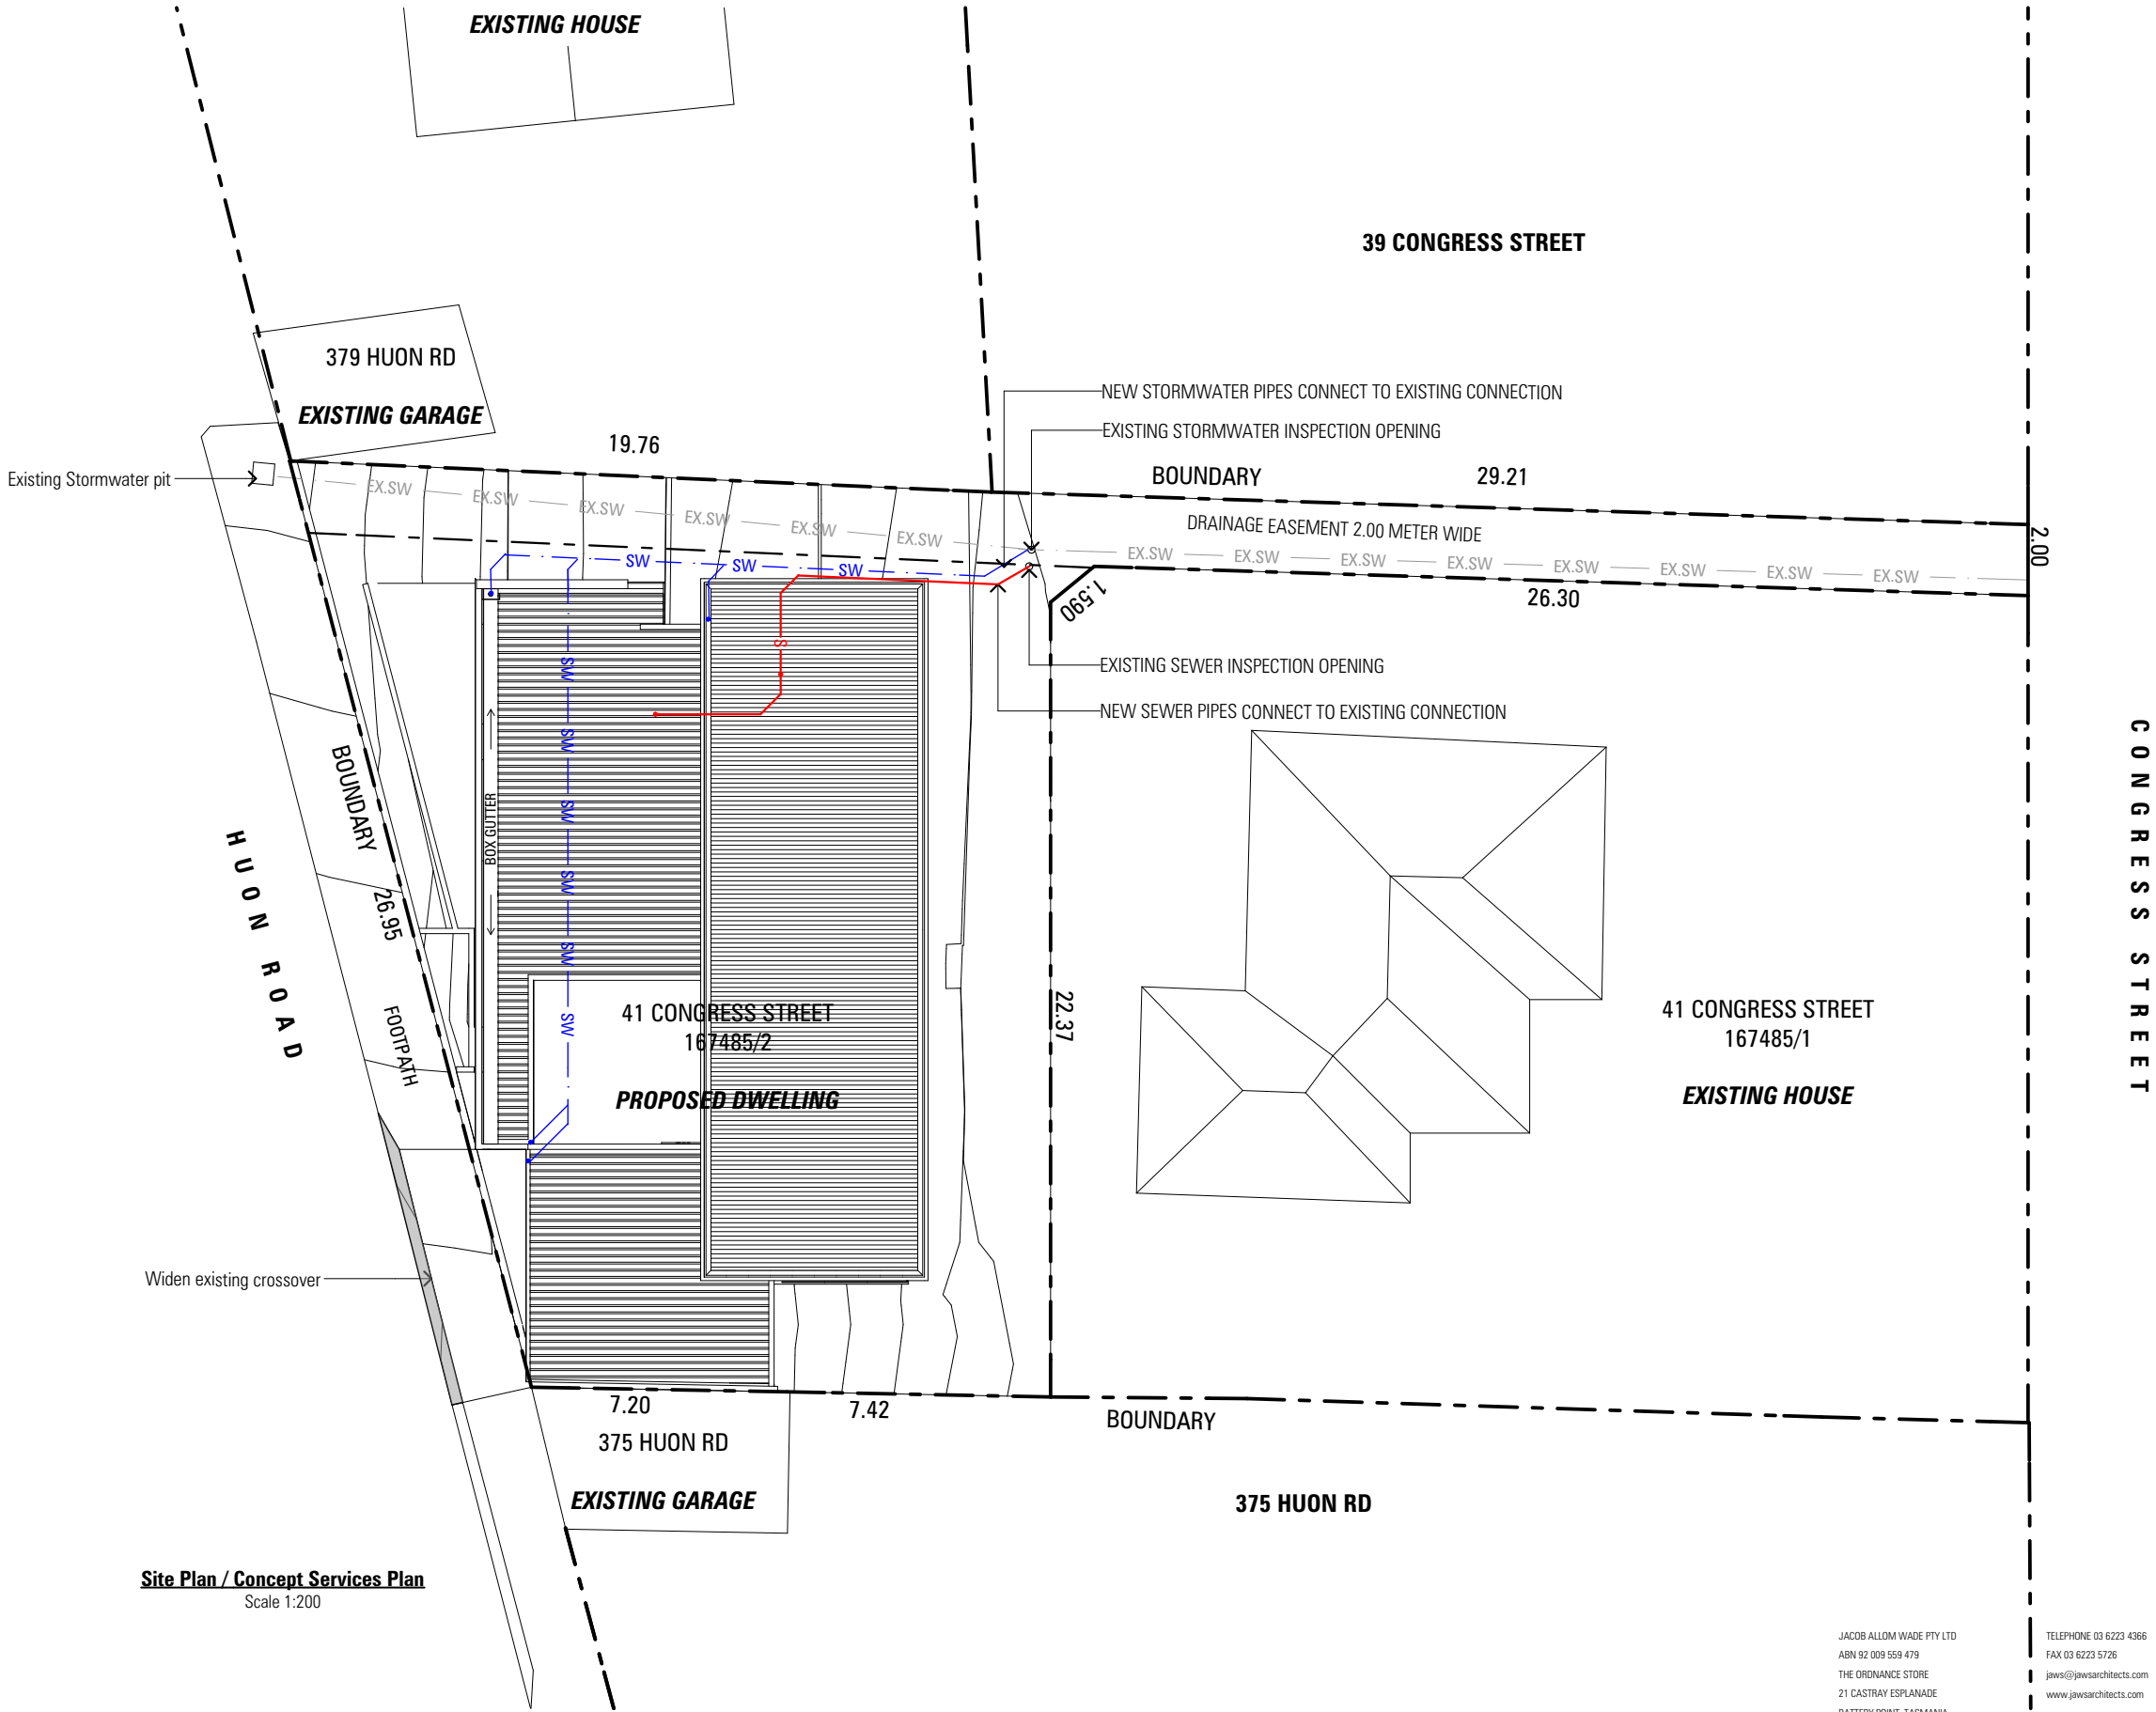 EXISTING HOUSE
39 CONGRESS STREET
379 HUON RD
EXISTING GARAGE
19.76
NEW STORMWATER PIPES CONNECT TO EXISTING CONNECTION
EXISTING STORMWATER INSPECTION OPENING
BOUNDARY
29.21
Existing Stormwater pit
EX.SW
EX.SW
EX.SW
EX.SW
EX.SW
EX.SW
DRAINAGE EASEMENT 2.00 METER WIDE
EX.SW
EX.SW
EX.SW
EX.SW
EX.SW
EX.SW
EX.SW
EX.SW
2.00
SW
SW
SW
1.590
26.30
S
EXISTING SEWER INSPECTION OPENING
NEW SEWER PIPES CONNECT TO EXISTING CONNECTION
SW
SW
SW
SW
SW
SW
BOX GUTTER
BOUNDARY
26.95
HUON ROAD
FOOTPATH
41 CONGRESS STREET
167485/2
PROPOSED DWELLING
22.37
41 CONGRESS STREET
167485/1
EXISTING HOUSE
CONGRESS STREET
Widen existing crossover
7.20
7.42
BOUNDARY
375 HUON RD
EXISTING GARAGE
375 HUON RD
Site Plan / Concept Services Plan
Scale 1:200
JACOB ALLOM WADE PTY LTD
ABN 92 009 559 479
THE ORDNANCE STORE
21 CASTRAY ESPLANADE
BATTERY POINT, TASMANIA
TELEPHONE 03 6223 4366
FAX 03 6223 5726
jaws@jawsarchitects.com
www.jawsarchitects.com